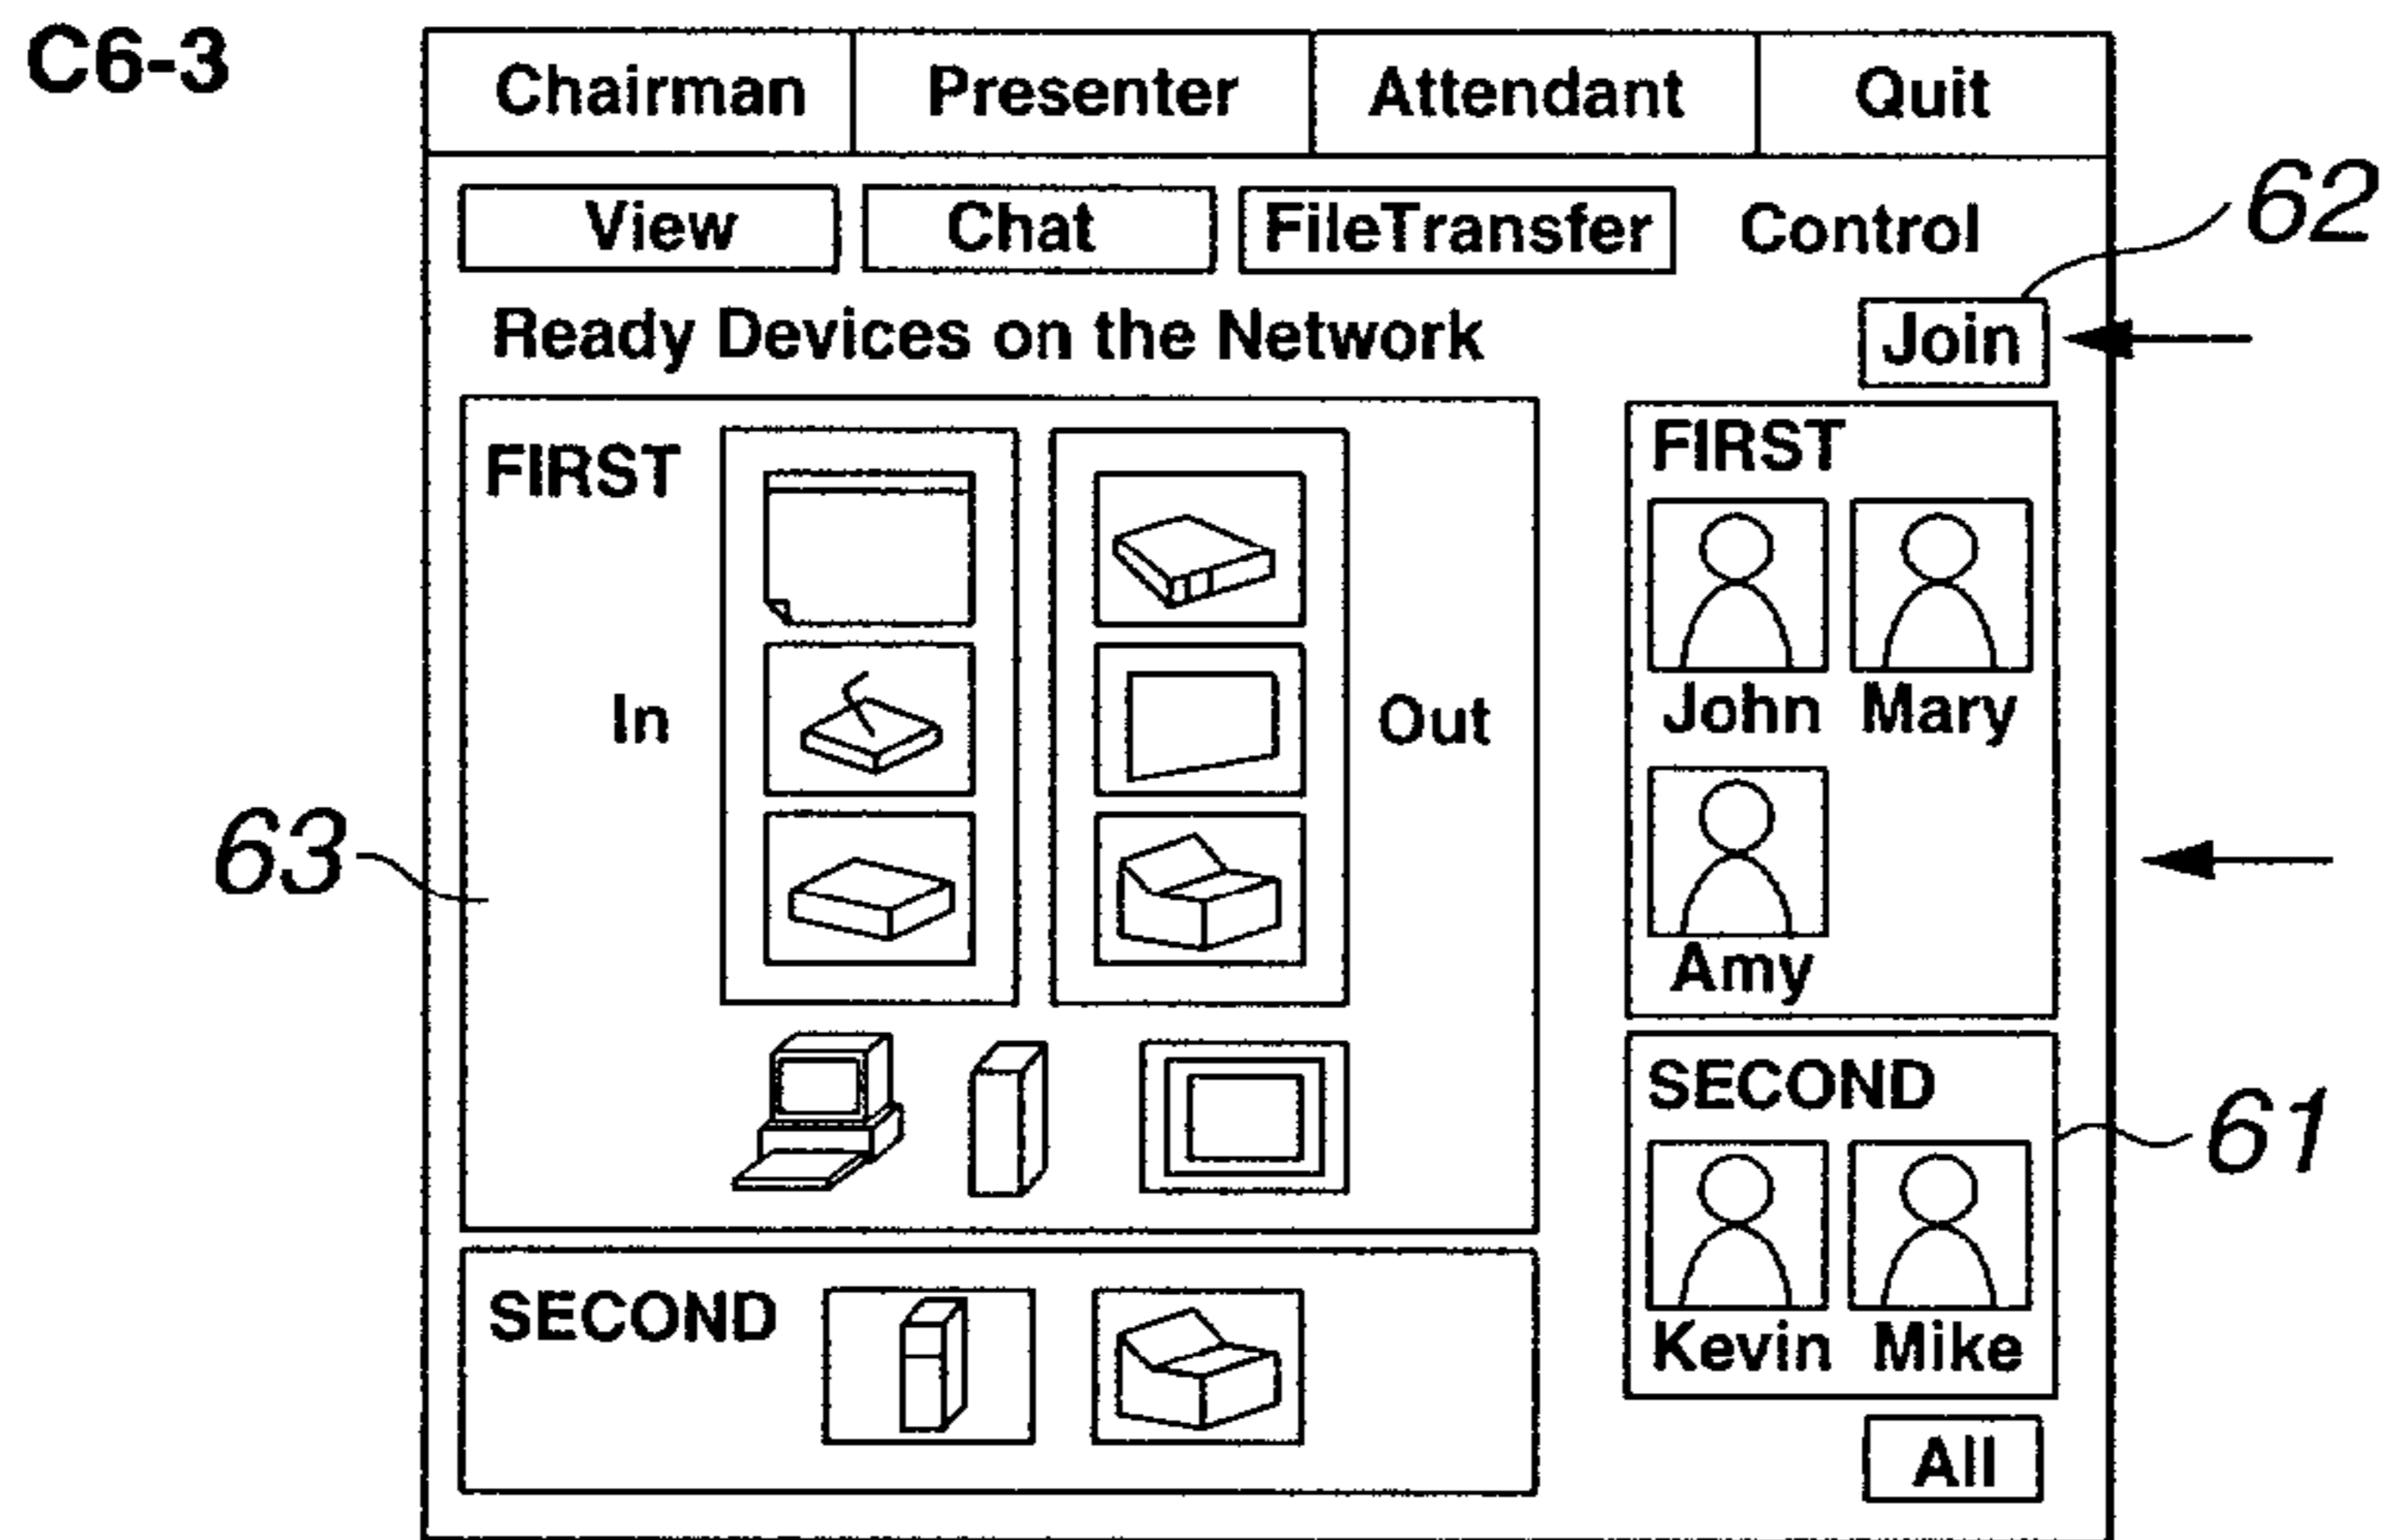 C6-3
Chairman Presenter Attendant Quit
View Chat FileTransfer Control
62
Ready Devices on the Network
Join
FIRST
In
Out
63
SECOND
FIRST
John Mary
Amy
SECOND
61
Kevin Mike
All